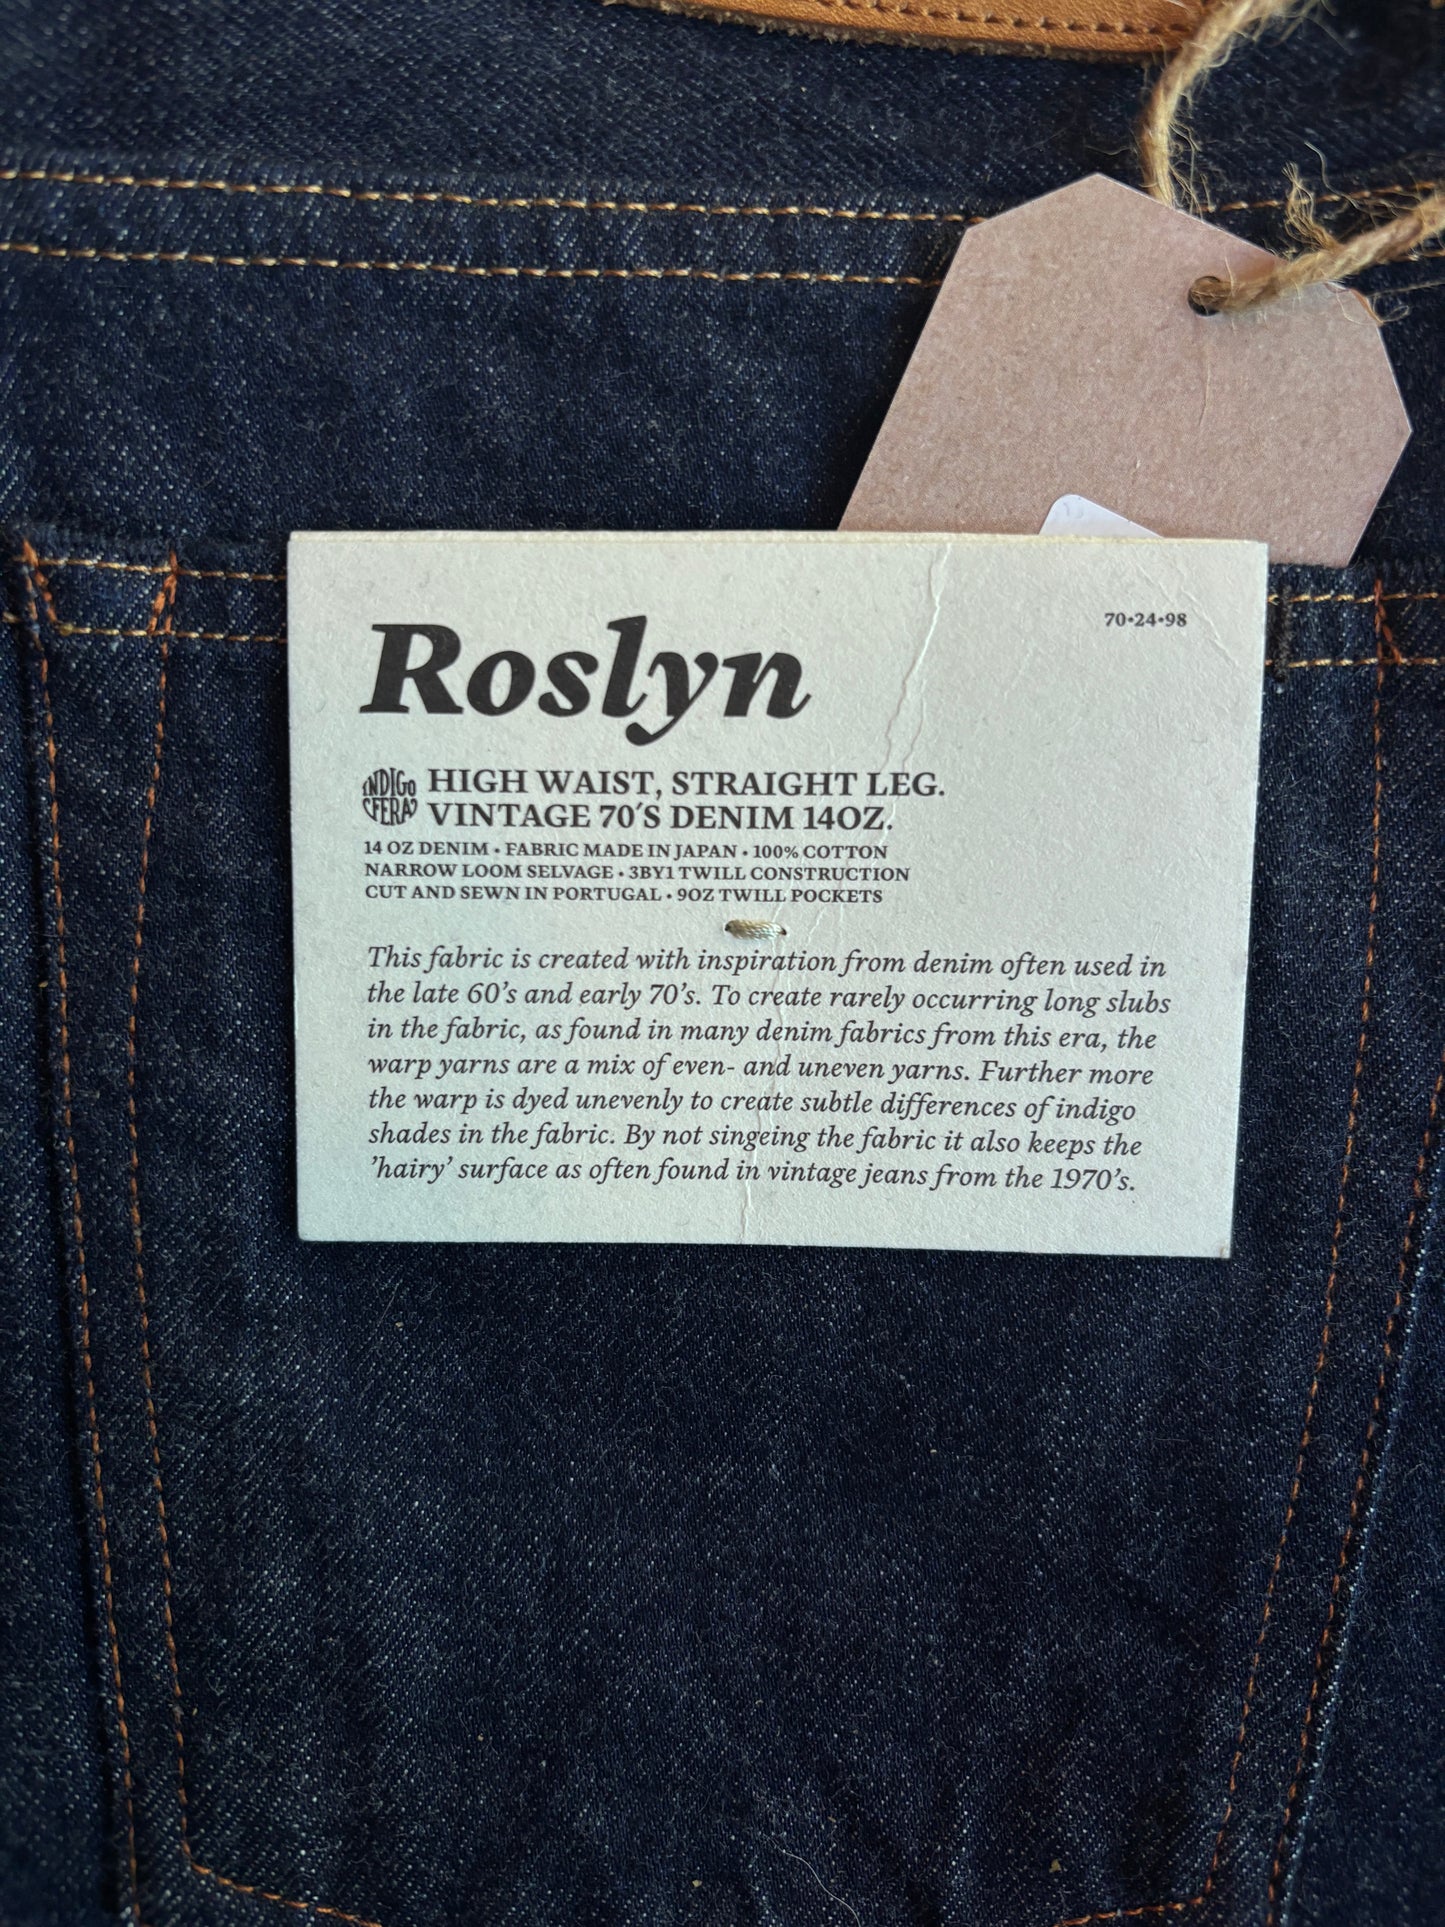 Roslyn
70•24•98
INDIGO
FERA
HIGH WAIST, STRAIGHT LEG.
VINTAGE 70´S DENIM 14OZ.
14 OZ DENIM • FABRIC MADE IN JAPAN • 100% COTTON
NARROW LOOM SELVAGE • 3BY1 TWILL CONSTRUCTION
CUT AND SEWN IN PORTUGAL • 9OZ TWILL POCKETS
This fabric is created with inspiration from denim often used in
the late 60’s and early 70’s. To create rarely occurring long slubs
in the fabric, as found in many denim fabrics from this era, the
warp yarns are a mix of even- and uneven yarns. Further more
the warp is dyed unevenly to create subtle differences of indigo
shades in the fabric. By not singeing the fabric it also keeps the
’hairy’ surface as often found in vintage jeans from the 1970’s.